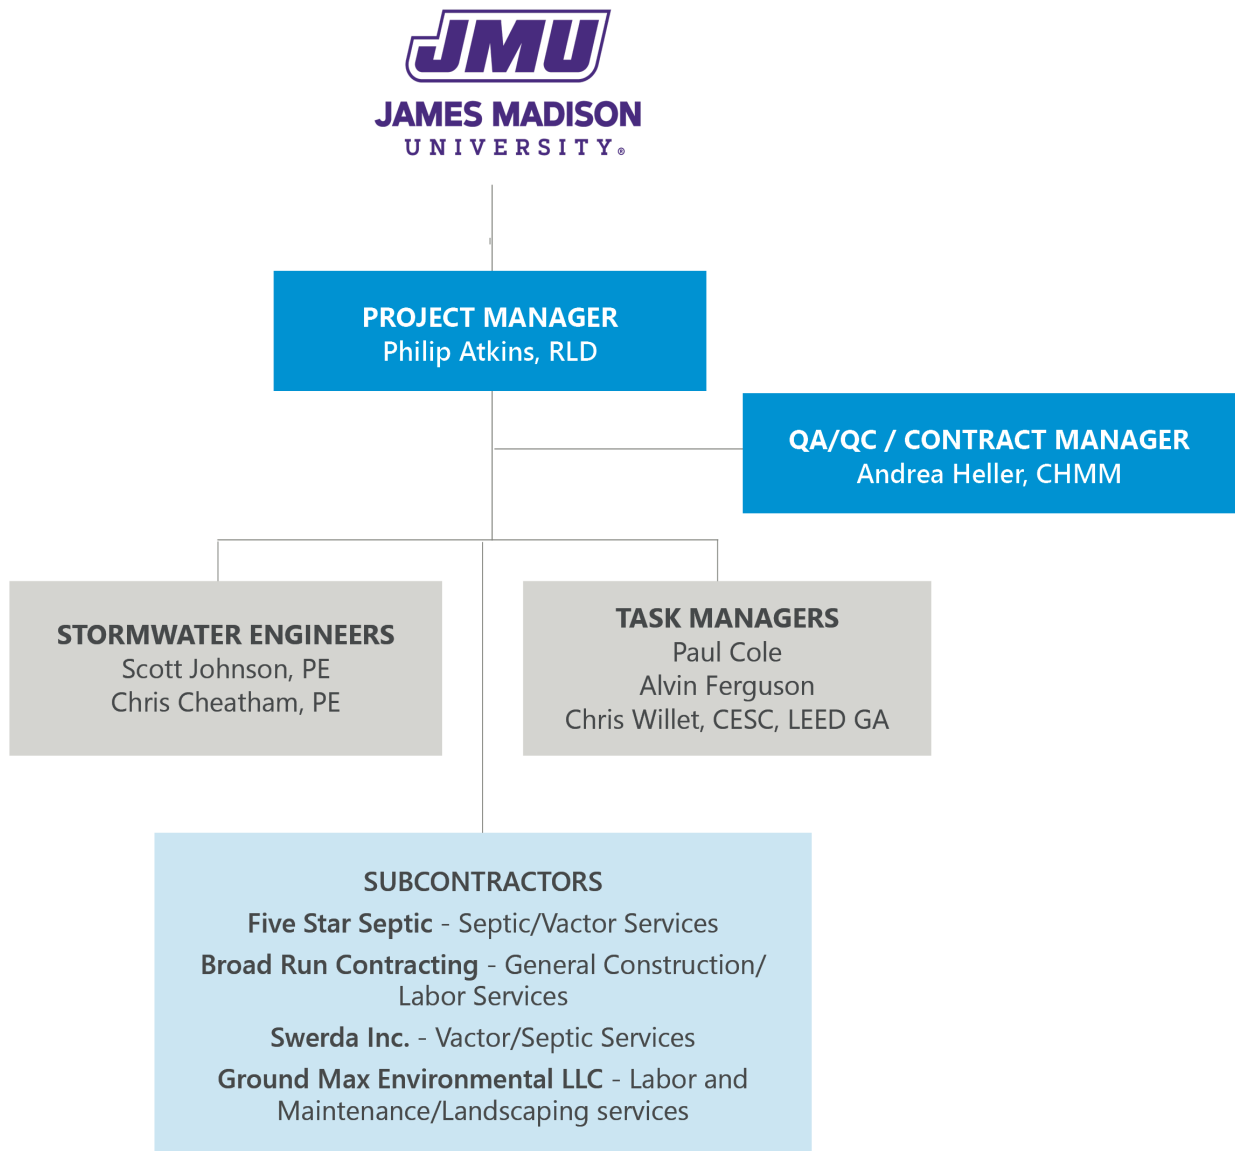 JMU
JAMES MADISON
UNIVERSITY®
PROJECT MANAGER
Philip Atkins, RLD
QA/QC / CONTRACT MANAGER
Andrea Heller, CHMM
STORMWATER ENGINEERS
Scott Johnson, PE
Chris Cheatham, PE
TASK MANAGERS
Paul Cole
Alvin Ferguson
Chris Willet, CESC, LEED GA
SUBCONTRACTORS
Five Star Septic - Septic/Vactor Services
Broad Run Contracting - General Construction/
Labor Services
Swerda Inc. - Vactor/Septic Services
Ground Max Environmental LLC - Labor and
Maintenance/Landscaping services